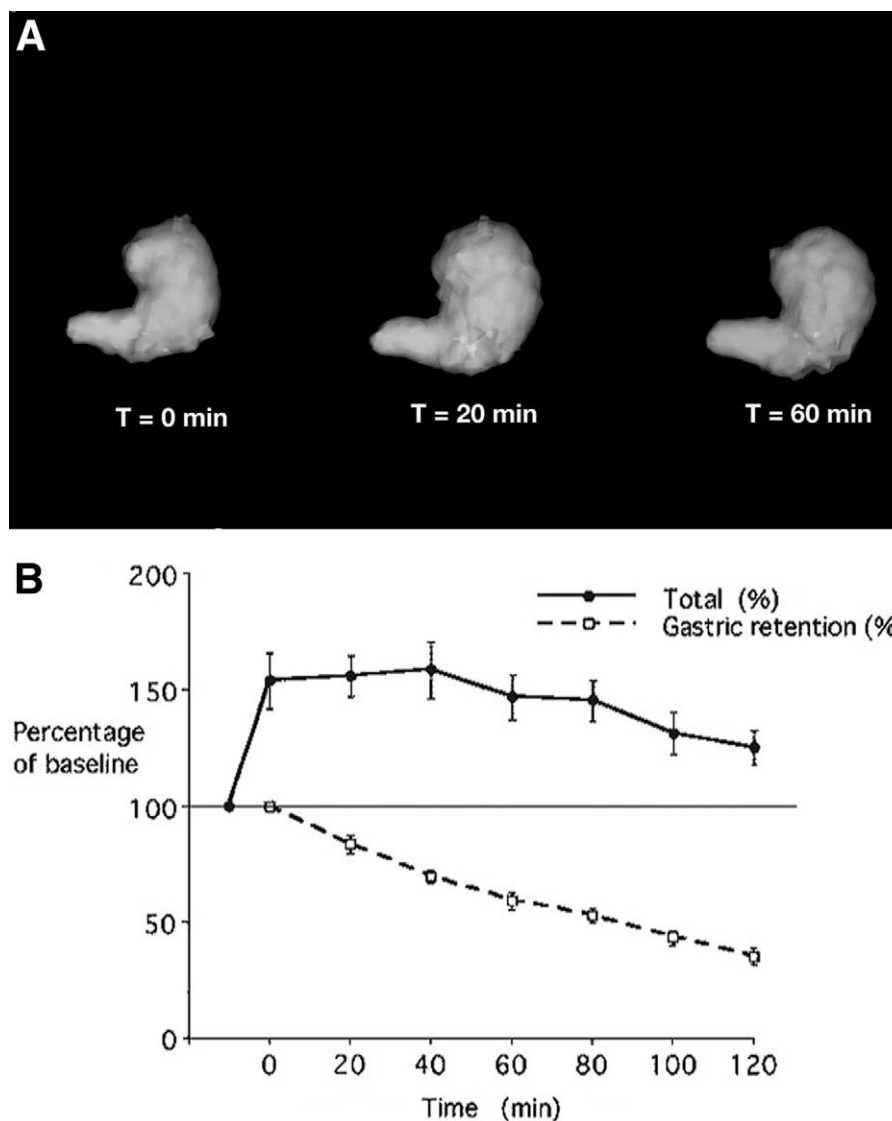 A
T = 0 min
T = 20 min
T = 60 min
B
200
150
100
50
0
Percentage
of baseline
Total (%)
Gastric retention (%
0
20
40
60
80
100
120
Time (min)